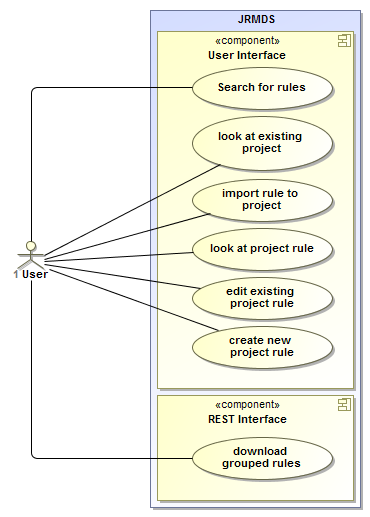 JRMDS
«component»
User Interface
Search for rules
look at existing
project
import rule to
project
look at project rule
1 User
edit existing
project rule
create new
project rule
«component»
REST Interface
download
grouped rules